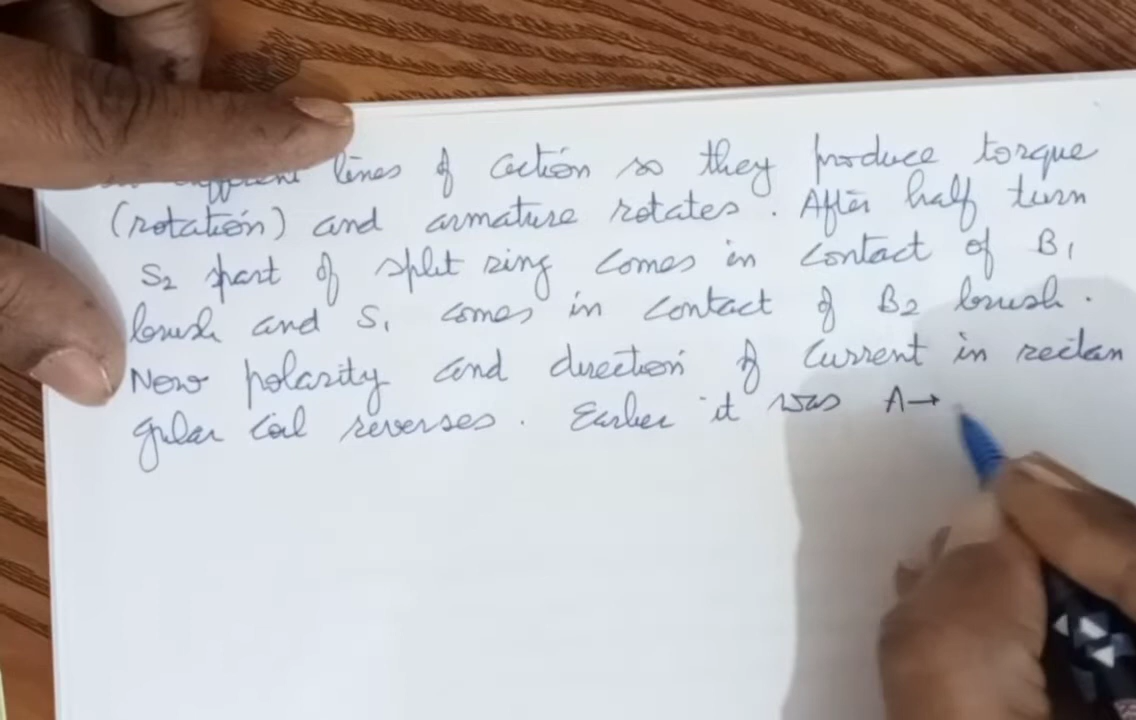 different lines of action so they produce torque
(rotation) and armature rotates. After half turn
S2 part of split ring comes in contact of B1
brush and S1 comes in contact of B2 brush.
Now polarity and direction of current in rectan
gular coil reverses. Earlier it was A→